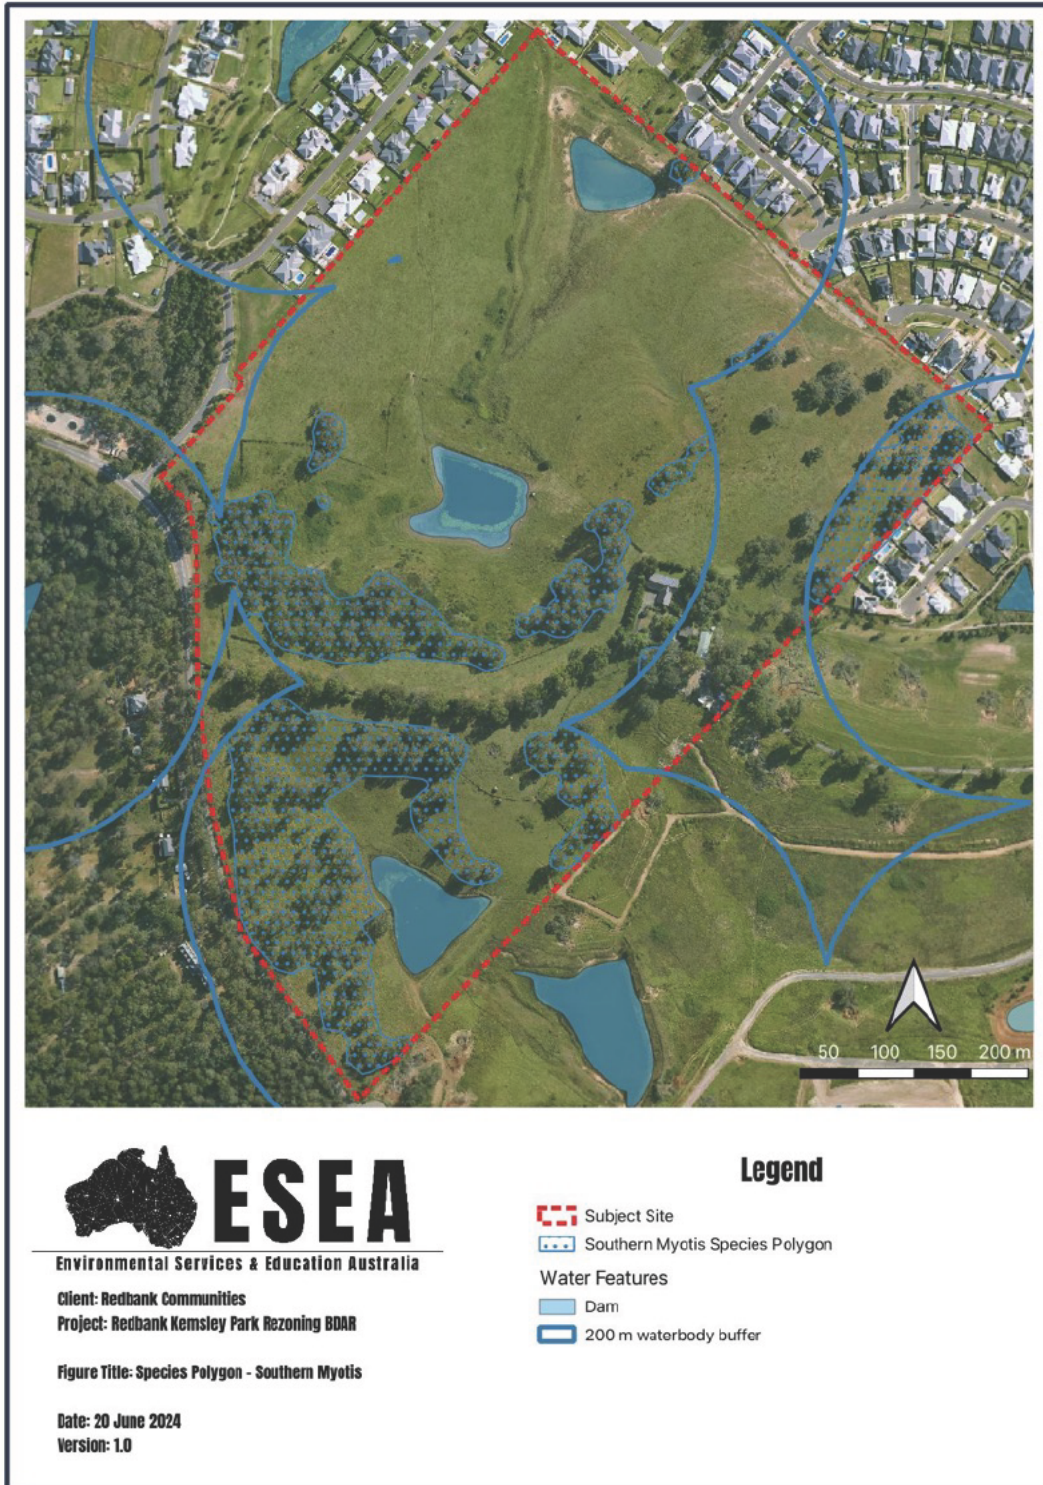 50 100 150 200 m
ESEA
Environmental Services & Education Australia
Client: Redbank Communities
Project: Redbank Kemsley Park Rezoning BDAR
Figure Title: Species Polygon - Southern Myotis
Date: 20 June 2024
Version: 1.0
Legend
Subject Site
Southern Myotis Species Polygon
Water Features
Dam
200 m waterbody buffer